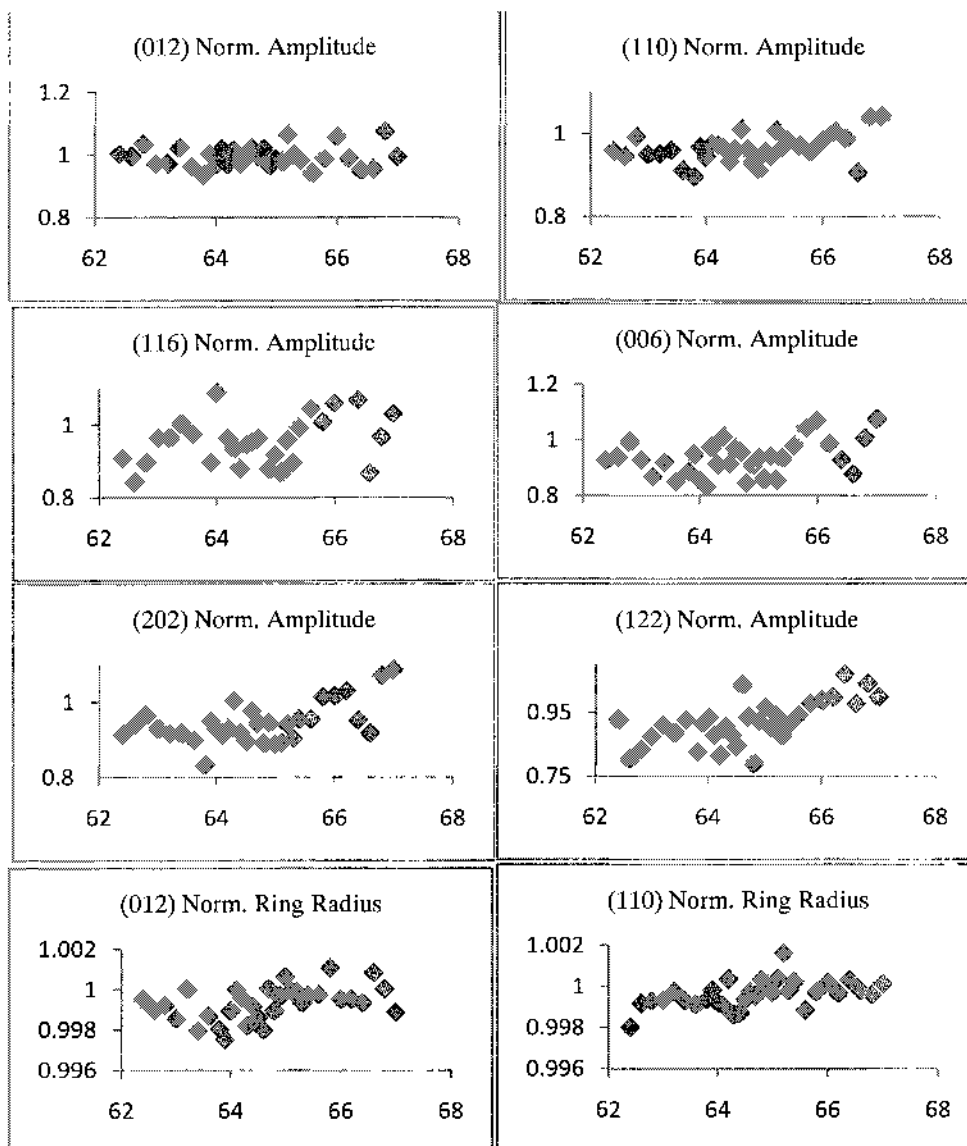 (012) Norm. Amplitude
1.2
1
0.8
62 64 66 68
(110) Norm. Amplitude
1
0.8
62 64 66 68
(116) Norm. Amplitude
1
0.8
62 64 66 68
(006) Norm. Amplitude
1.2
1
0.8
62 64 66 68
(202) Norm. Amplitude
1
0.8
62 64 66 68
(122) Norm. Amplitude
0.95
0.75
62 64 66 68
(012) Norm. Ring Radius
1.002
1
0.998
0.996
62 64 66 68
(110) Norm. Ring Radius
1.002
1
0.998
0.996
62 64 66 68